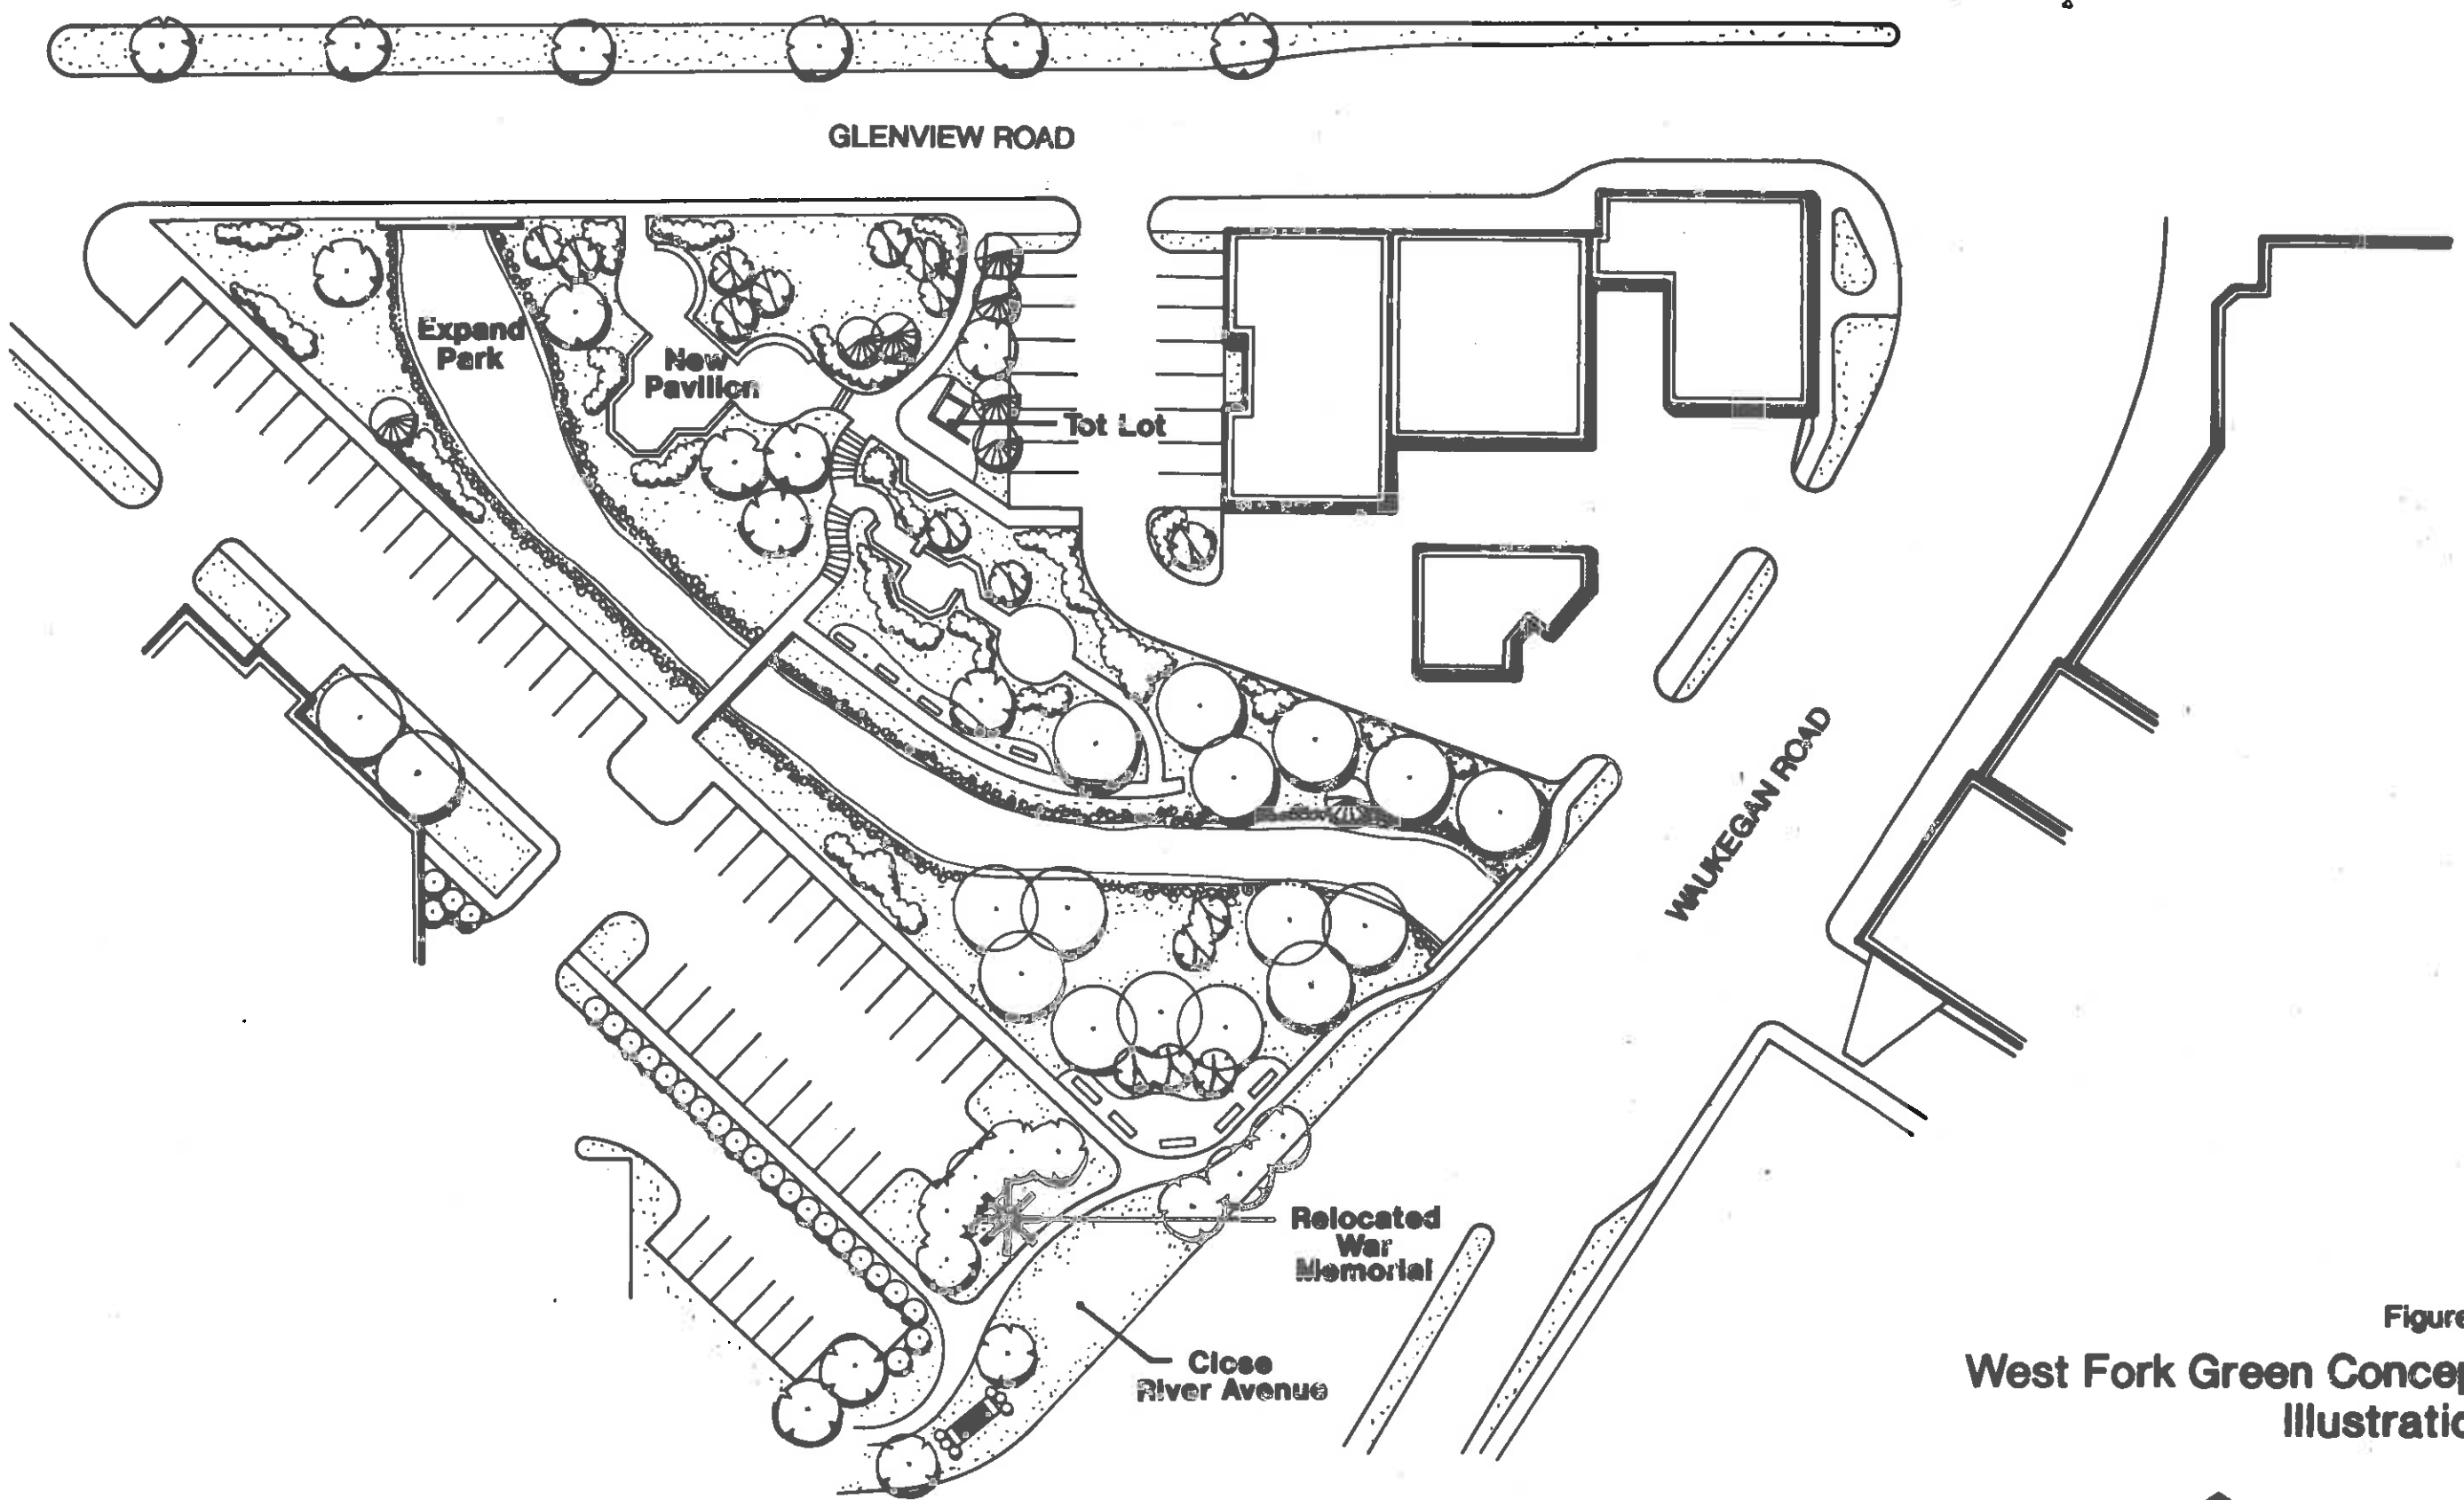 GLENVIEW ROAD
Expand
Park
New
Pavilion
Tot Lot
WAUKEGAN ROAD
Relocated
War
Memorial
Close
River Avenue
Figure
West Fork Green Concep
Illustratio